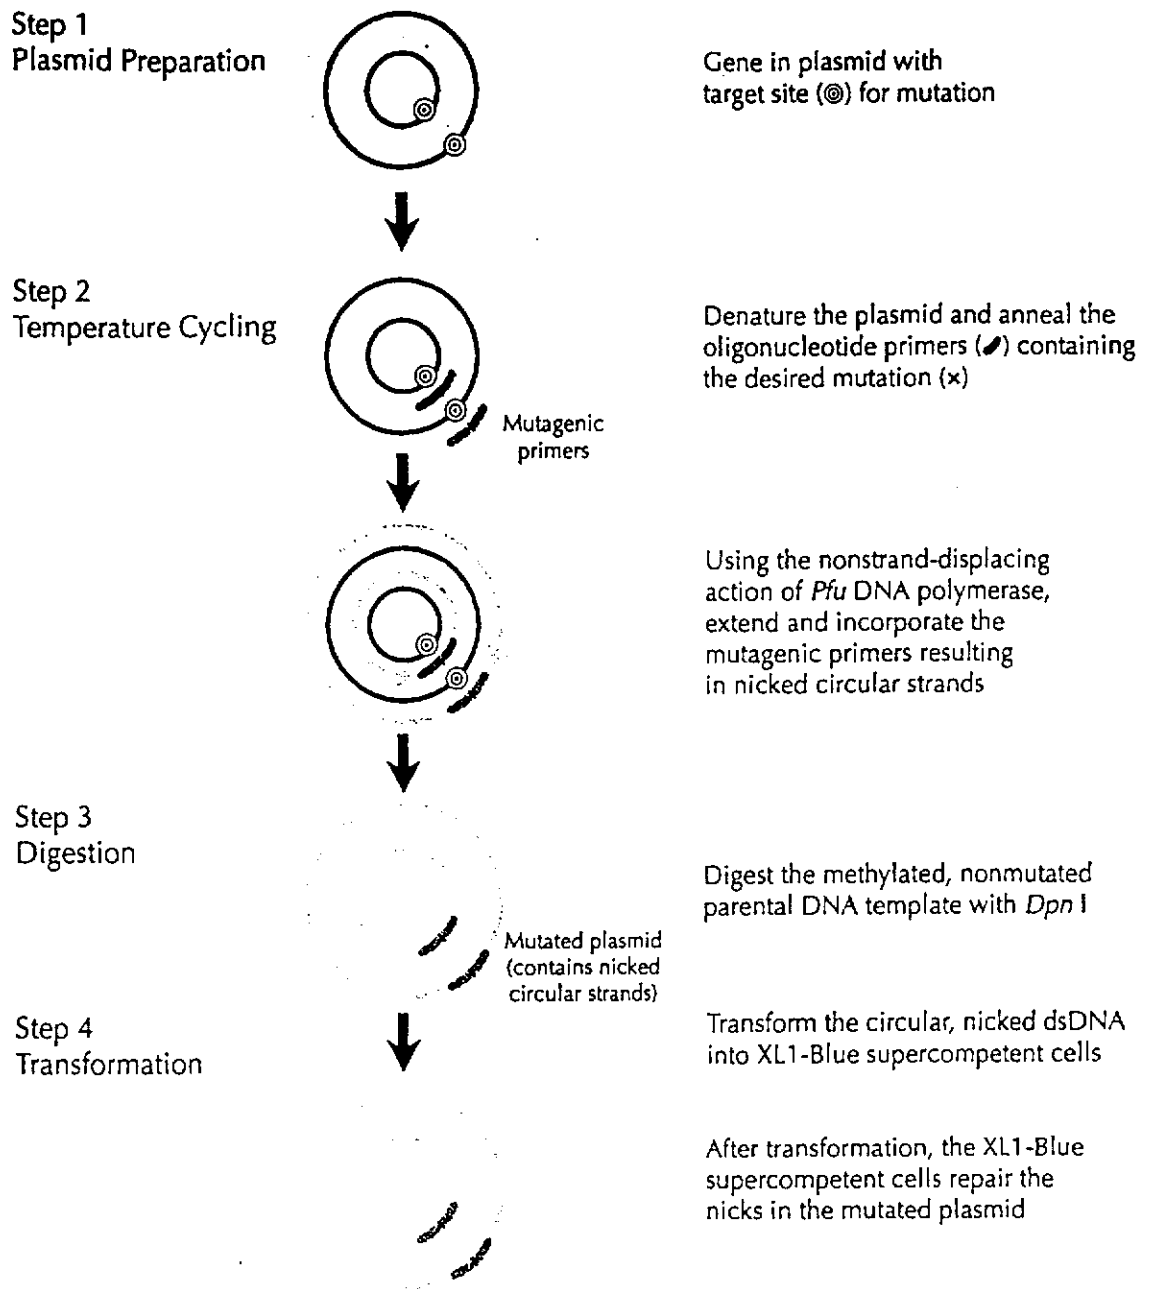 Step 1
Plasmid Preparation
Gene in plasmid with
target site (◎) for mutation
Step 2
Temperature Cycling
Denature the plasmid and anneal the
oligonucleotide primers () containing
the desired mutation (×)
Mutagenic
primers
Using the nonstrand-displacing
action of Pfu DNA polymerase,
extend and incorporate the
mutagenic primers resulting
in nicked circular strands
Step 3
Digestion
Digest the methylated, nonmutated
parental DNA template with Dpn I
Mutated plasmid
(contains nicked
circular strands)
Step 4
Transformation
Transform the circular, nicked dsDNA
into XL1-Blue supercompetent cells
After transformation, the XL1-Blue
supercompetent cells repair the
nicks in the mutated plasmid